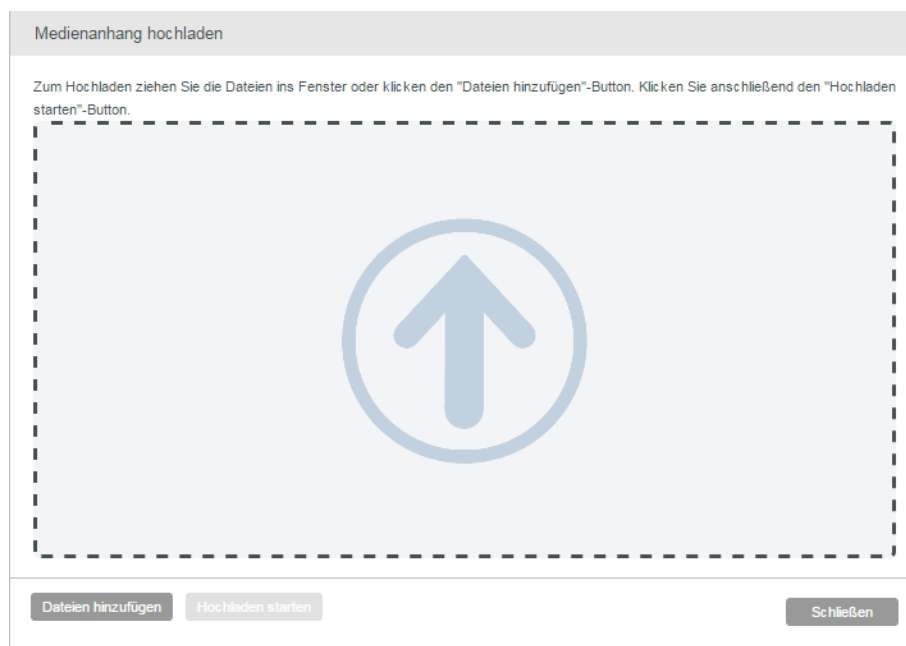 Medienanhang hochladen
Zum Hochladen ziehen Sie die Dateien ins Fenster oder klicken den "Dateien hinzufügen"-Button. Klicken Sie anschließend den "Hochladen
starten"-Button.
Dateien hinzufügen
Hochladen starten
Schließen